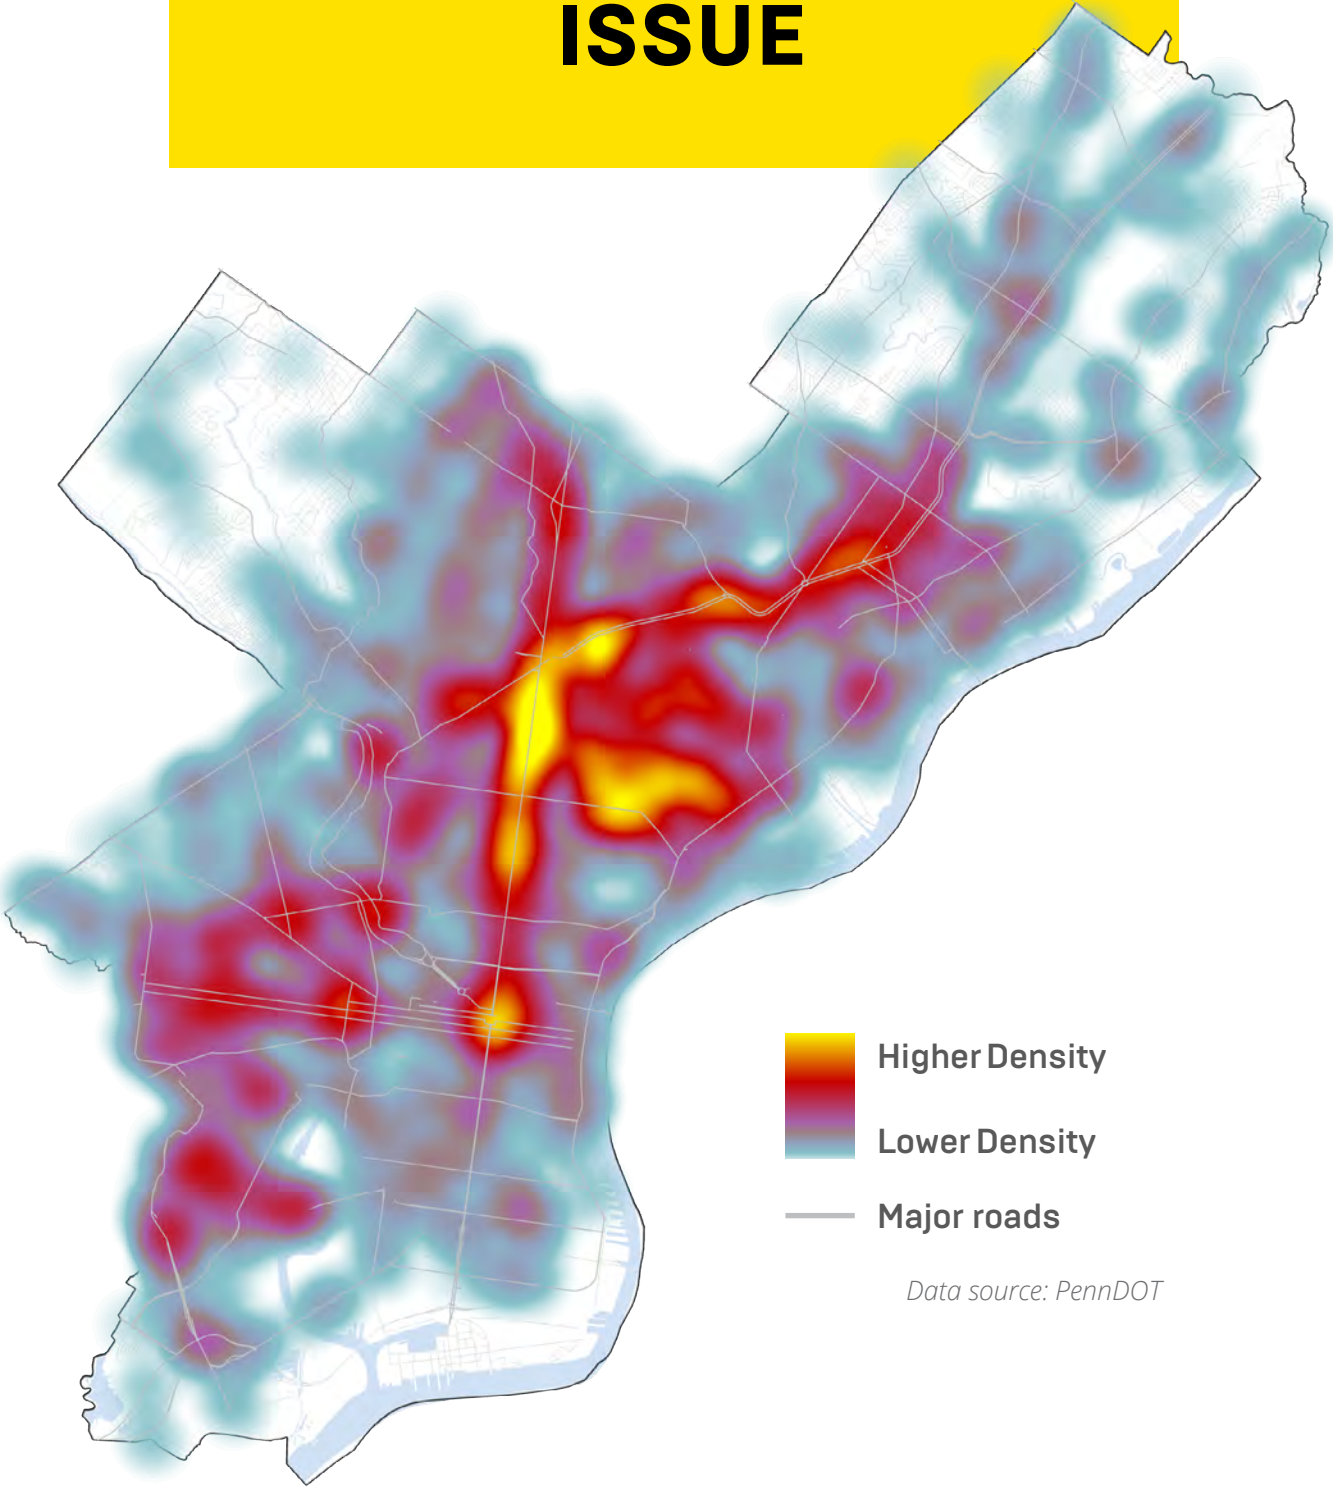 ISSUE
Higher Density
Lower Density
Major roads
Data source: PennDOT